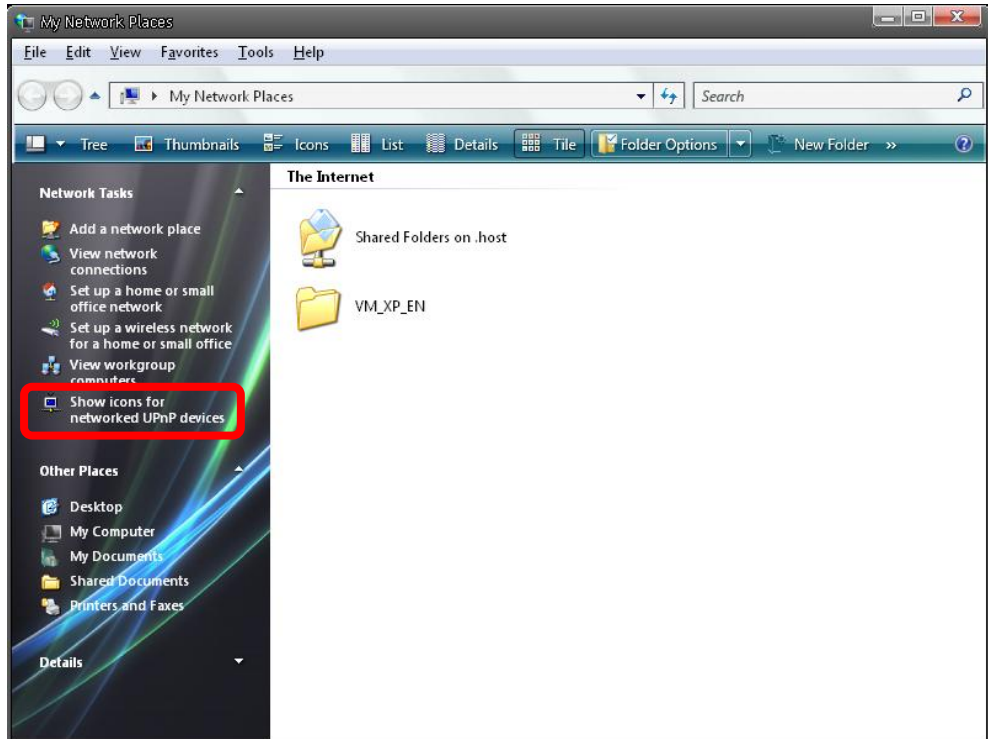 My Network Places
File Edit View Favorites Tools Help
My Network Places Search
Tree Thumbnails Icons List Details Tile Folder Options New Folder »
Network Tasks
Add a network place
View network
connections
Set up a home or small
office network
Set up a wireless network
for a home or small office
View workgroup
computers
Show icons for
networked UPnP devices
Other Places
Desktop
My Computer
My Documents
Shared Documents
Printers and Faxes
Details
The Internet
Shared Folders on .host
VM_XP_EN